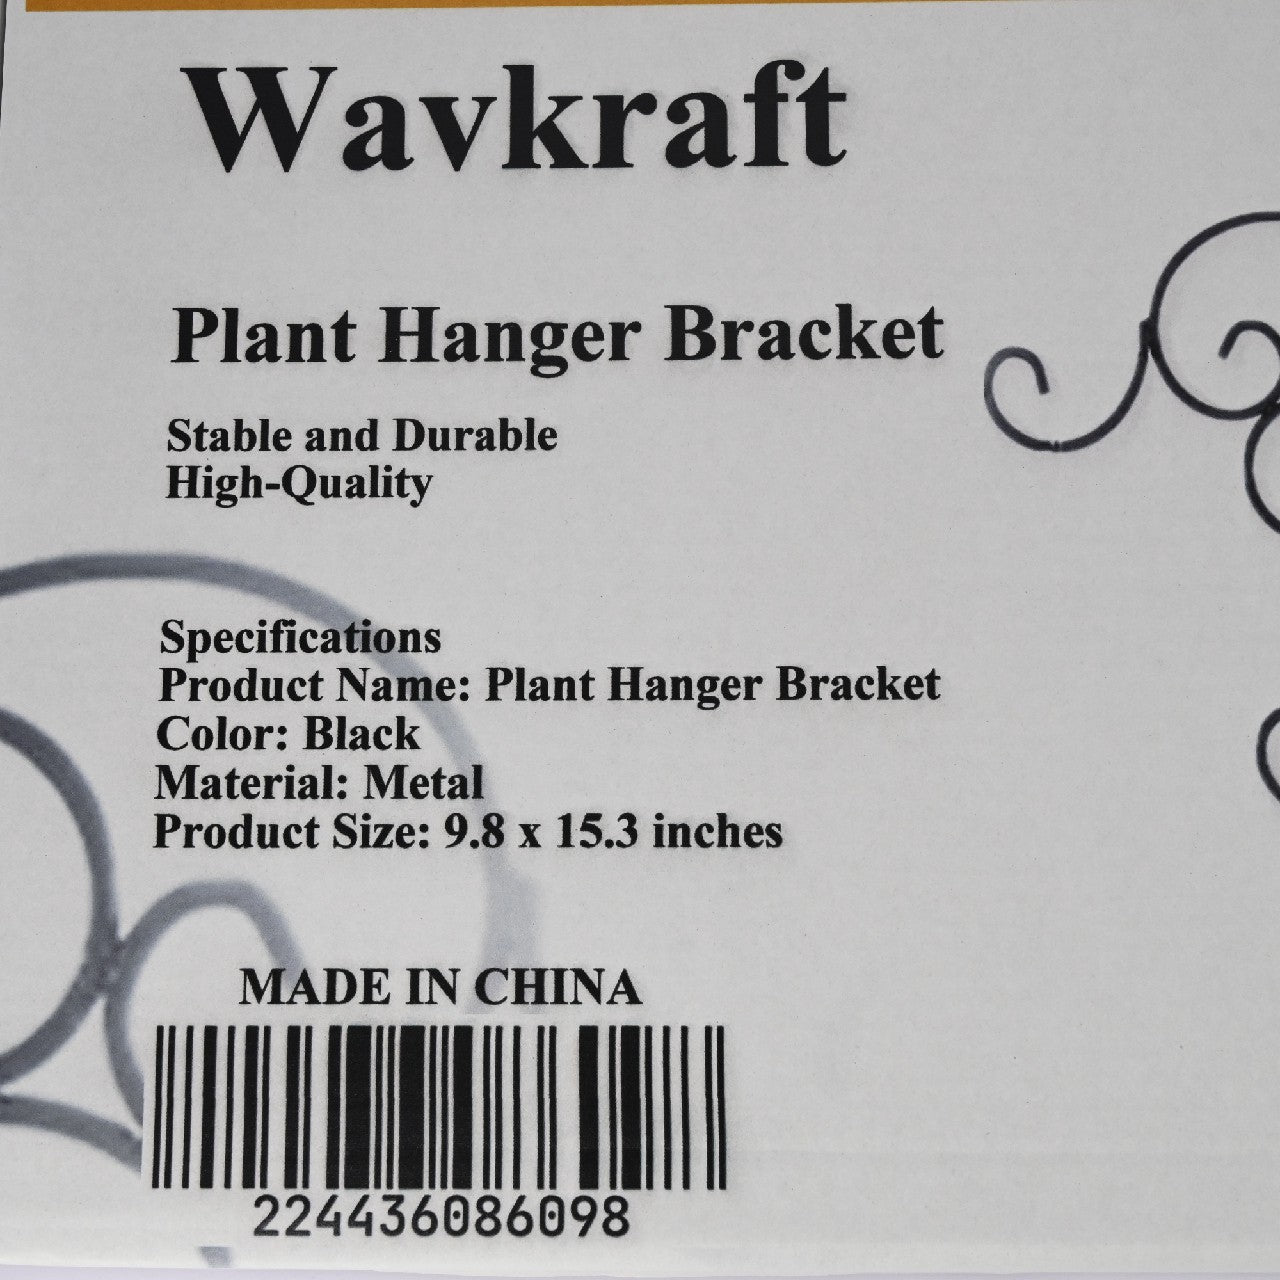 Wavkraft
Plant Hanger Bracket
Stable and Durable
High-Quality
Specifications
Product Name: Plant Hanger Bracket
Color: Black
Material: Metal
Product Size: 9.8 x 15.3 inches
MADE IN CHINA
224436086098